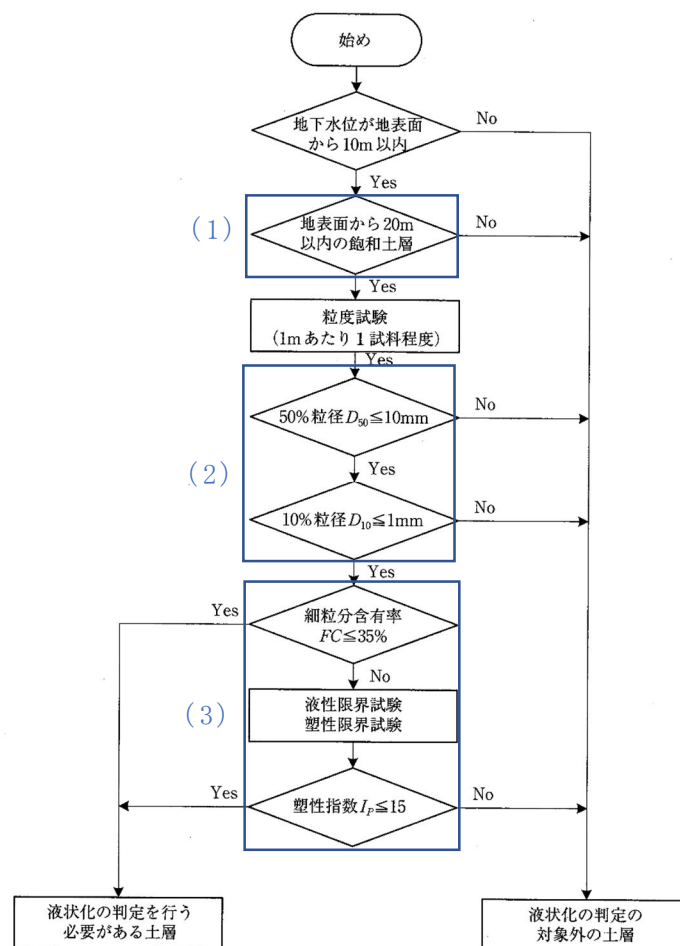 始め
地下水位が地表面
から10m以内
No
Yes
(1)
地表面から20m
以内の飽和土層
No
Yes
粒度試験
(1mあたり1試料程度)
Yes
(2)
50%粒径D50≦10mm
No
Yes
10%粒径D10≦1mm
No
Yes
(3)
Yes
細粒分含有率
FC≦35%
No
液性限界試験
塑性限界試験
Yes
塑性指数IP≦15
No
液状化の判定を行う
必要がある土層
液状化の判定の
対象外の土層